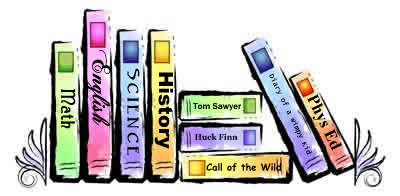 Math
English
SCIENCE
History
Tom Sawyer
Huck Finn
Call of the Wild
Diary of a wimpy kid
Phys Ed